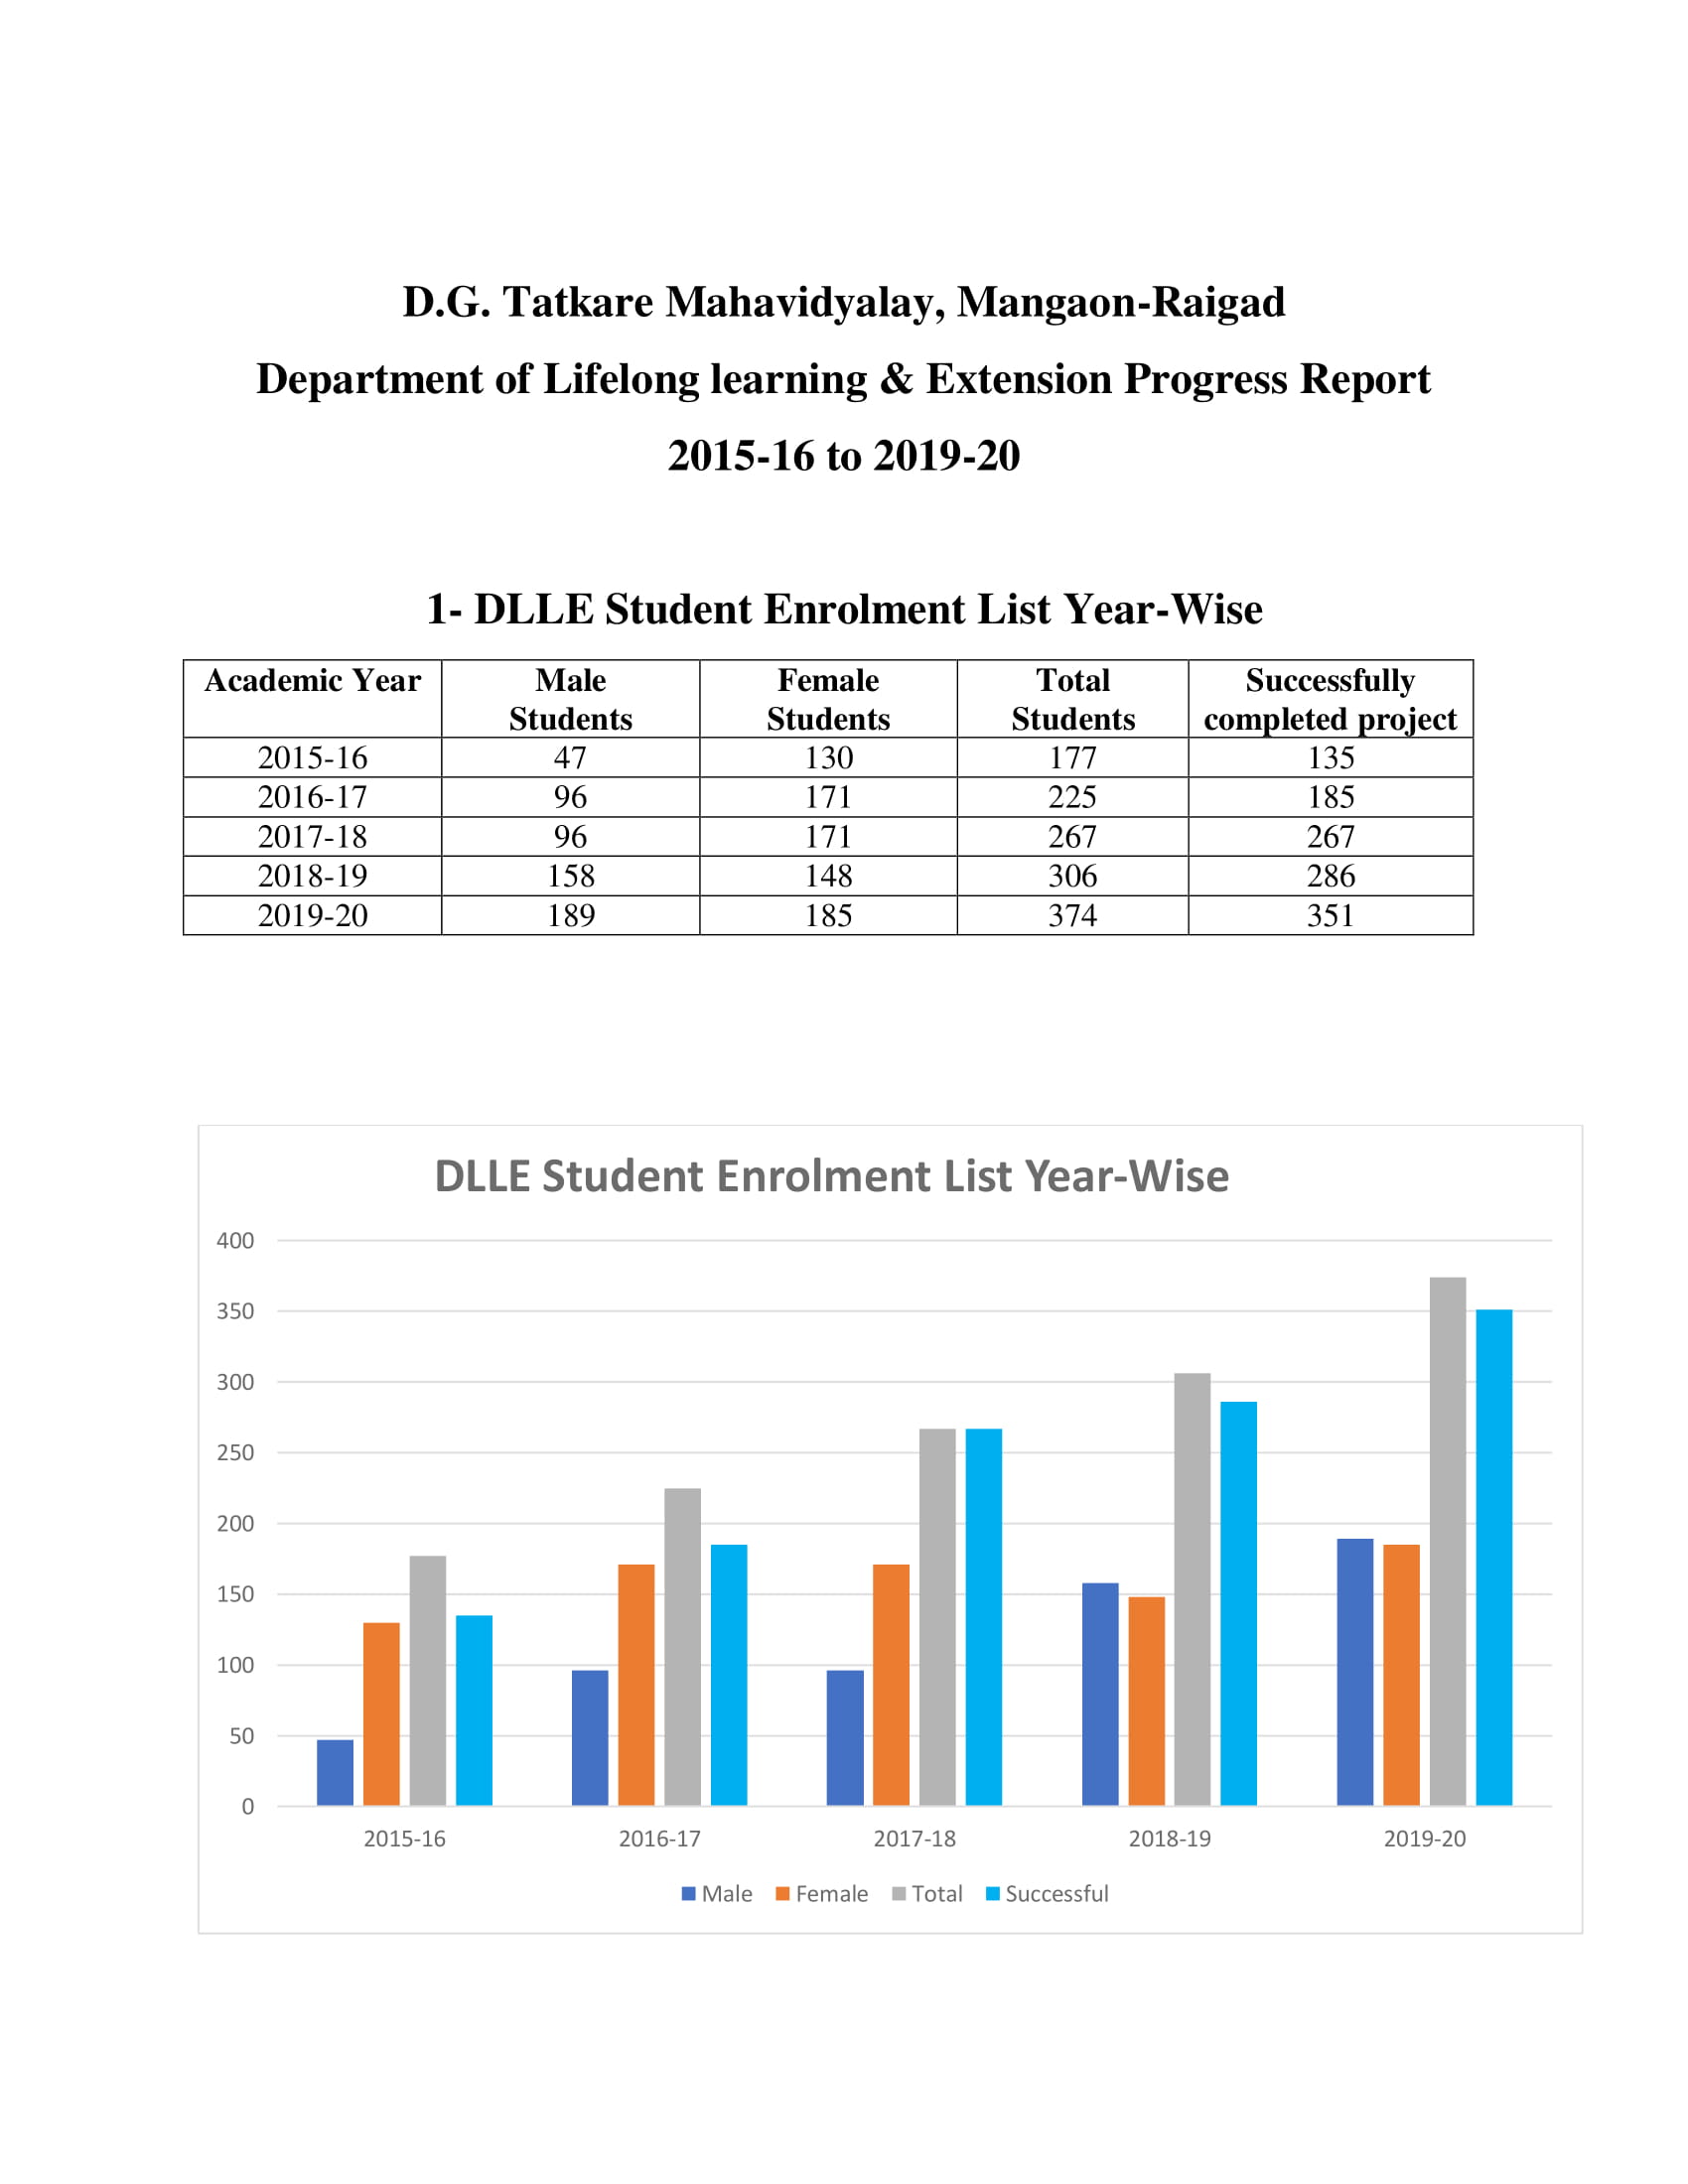 D.G. Tatkare Mahavidyalay, Mangaon-Raigad
Department of Lifelong learning & Extension Progress Report
2015-16 to 2019-20
1- DLLE Student Enrolment List Year-Wise
Academic Year Male Students Female Students Total Students Successfully completed project
2015-16 47 130 177 135
2016-17 96 171 225 185
2017-18 96 171 267 267
2018-19 158 148 306 286
2019-20 189 185 374 351
DLLE Student Enrolment List Year-Wise
400
350
300
250
200
150
100
50
0
2015-16 2016-17 2017-18 2018-19 2019-20
Male Female Total Successful